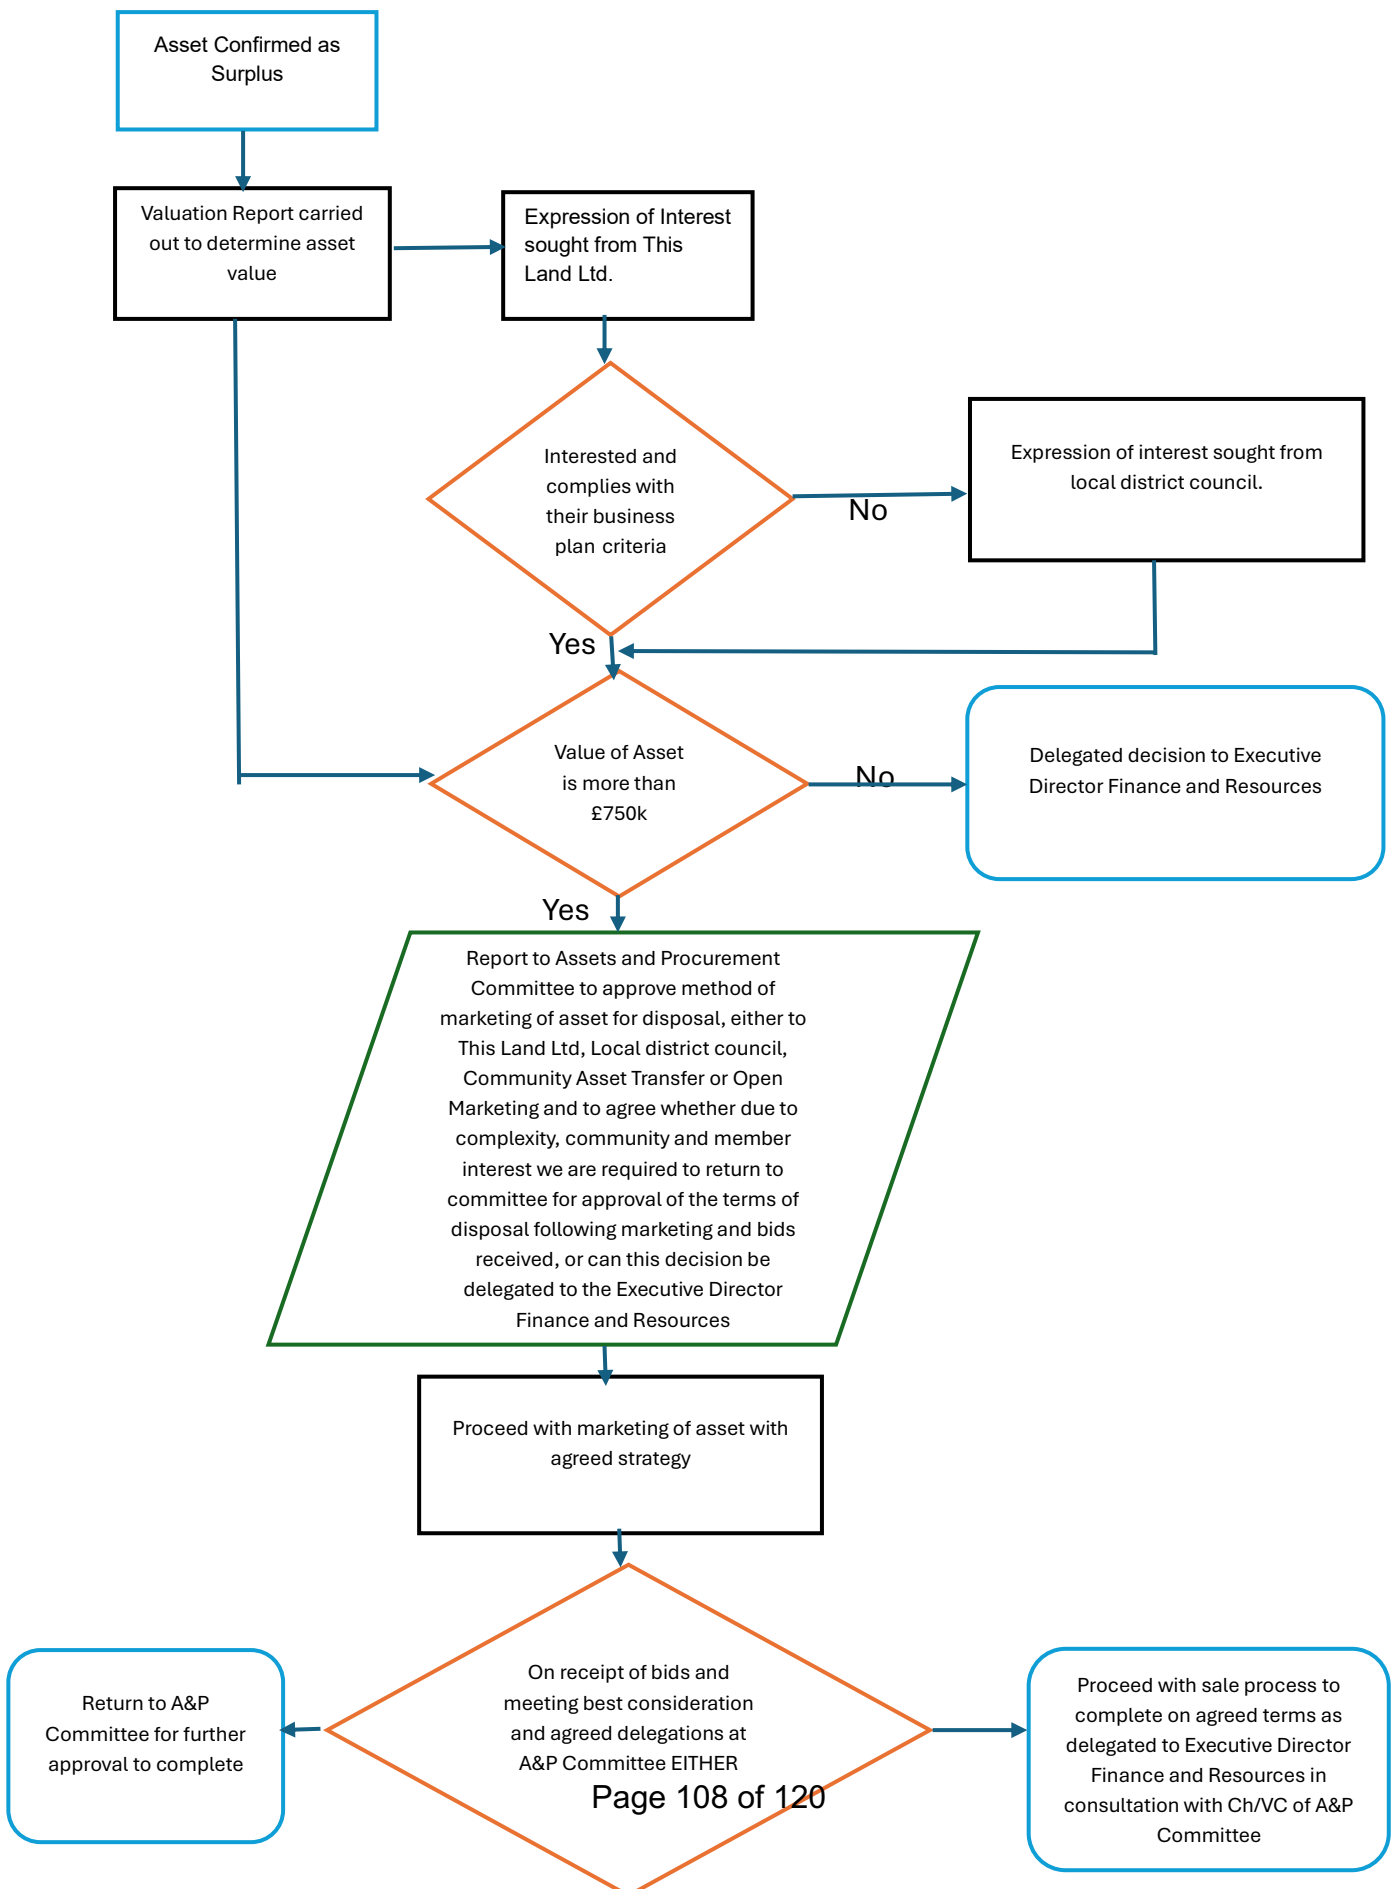 Asset Confirmed as
Surplus
Valuation Report carried
out to determine asset
value
Expression of Interest
sought from This
Land Ltd.
Interested and
complies with
their business
plan criteria
No
Expression of interest sought from
local district council.
Yes
Value of Asset
is more than
£750k
No
Delegated decision to Executive
Director Finance and Resources
Yes
Report to Assets and Procurement
Committee to approve method of
marketing of asset for disposal, either to
This Land Ltd, Local district council,
Community Asset Transfer or Open
Marketing and to agree whether due to
complexity, community and member
interest we are required to return to
committee for approval of the terms of
disposal following marketing and bids
received, or can this decision be
delegated to the Executive Director
Finance and Resources
Proceed with marketing of asset with
agreed strategy
On receipt of bids and
meeting best consideration
and agreed delegations at
A&P Committee EITHER
Return to A&P
Committee for further
approval to complete
Proceed with sale process to
complete on agreed terms as
delegated to Executive Director
Finance and Resources in
consultation with Ch/VC of A&P
Committee
Page 108 of 120